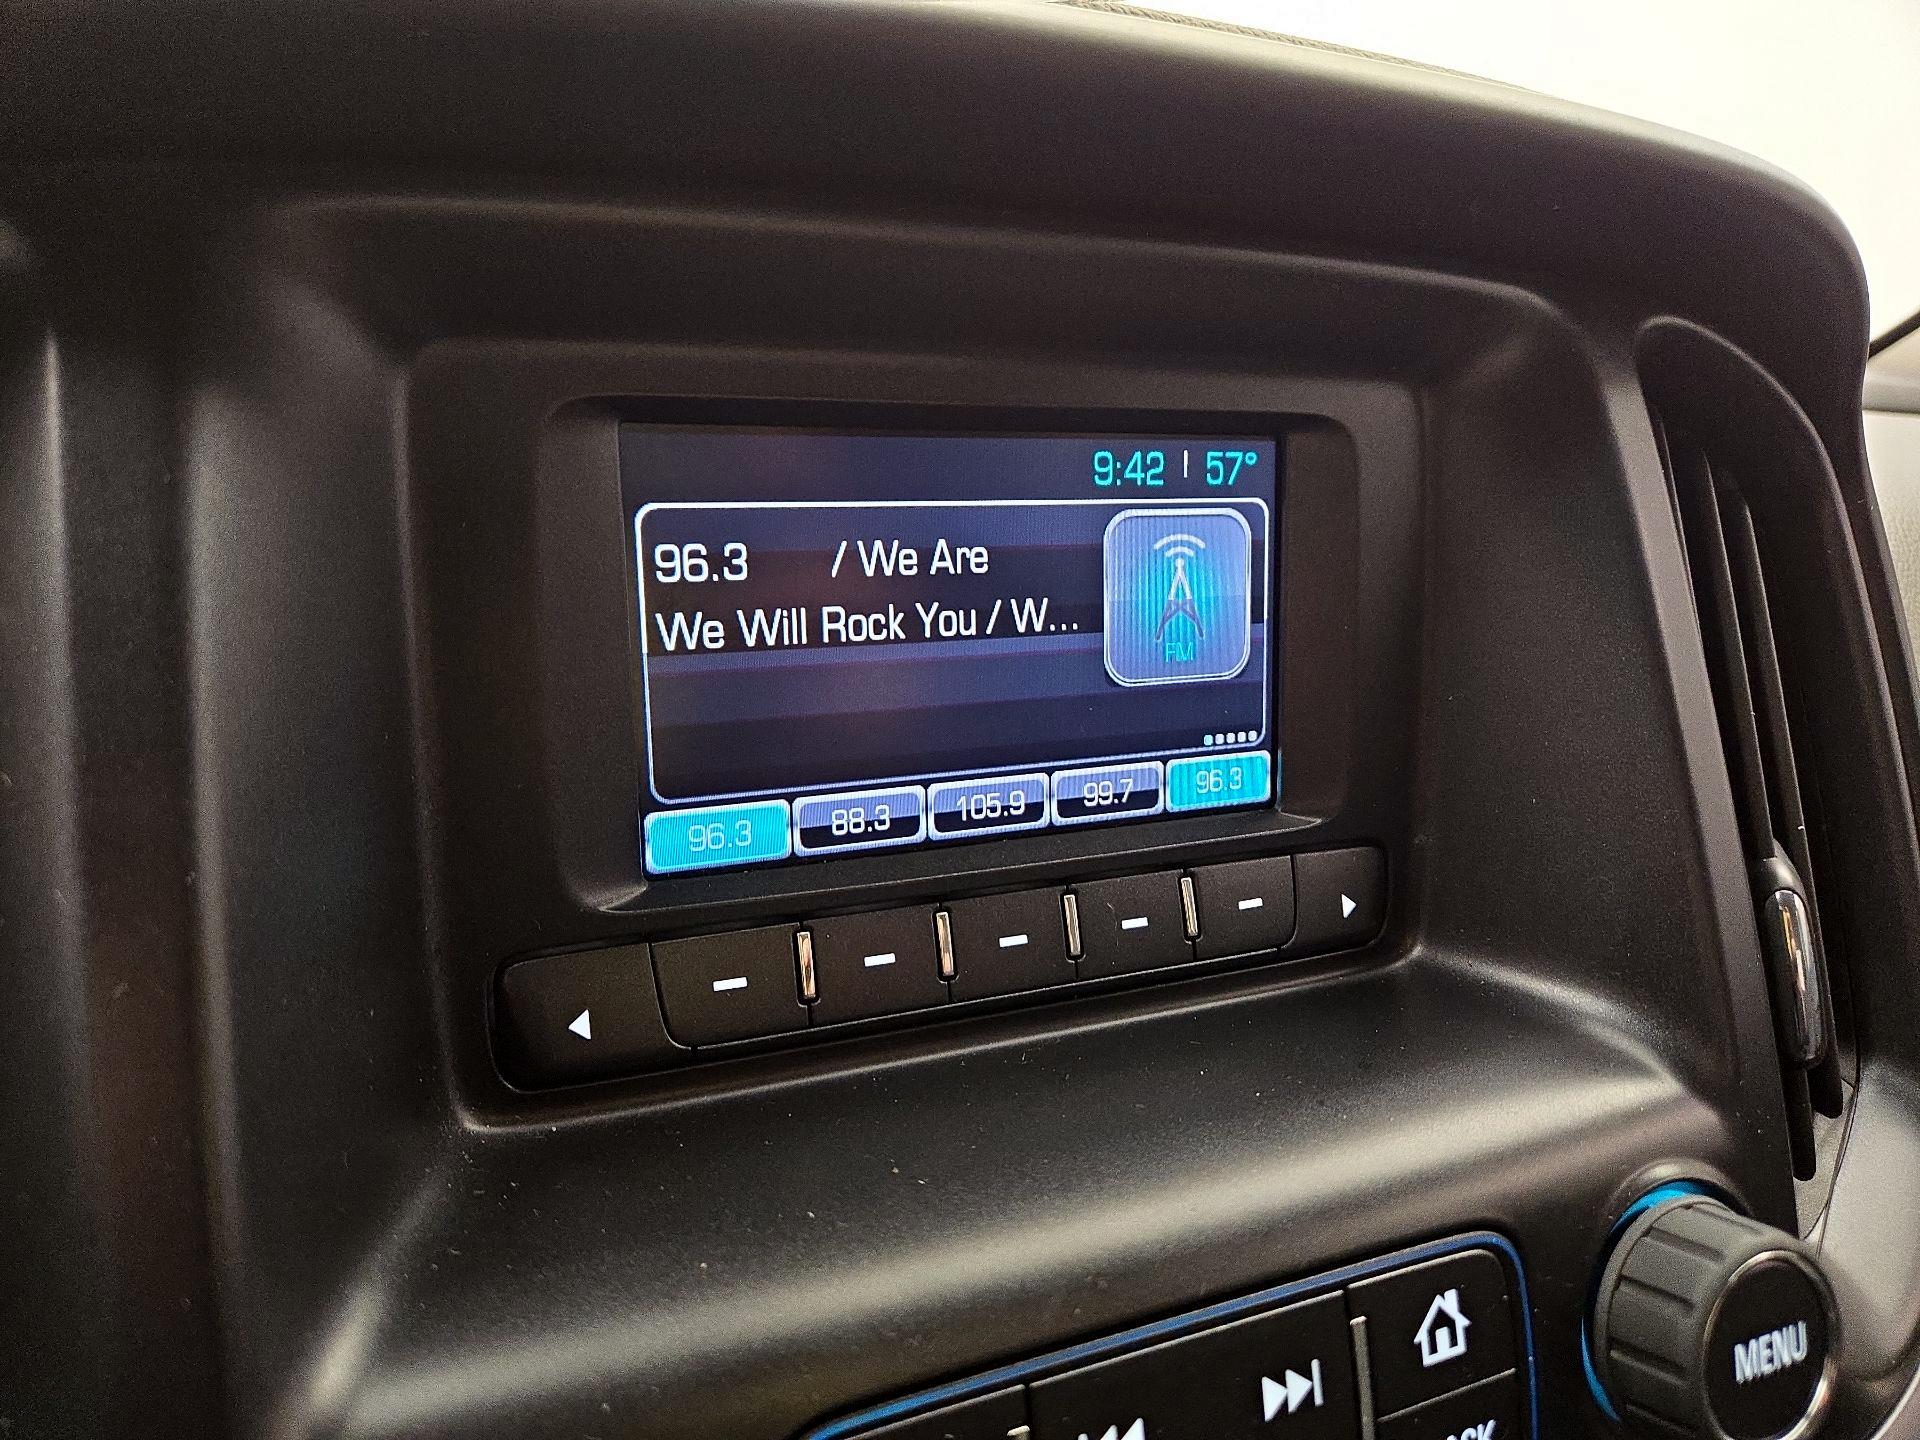 9:42 | 57°
96.3 / We Are
We Will Rock You / W...
FM
96.3 88.3 105.9 99.7 96.3
MENU